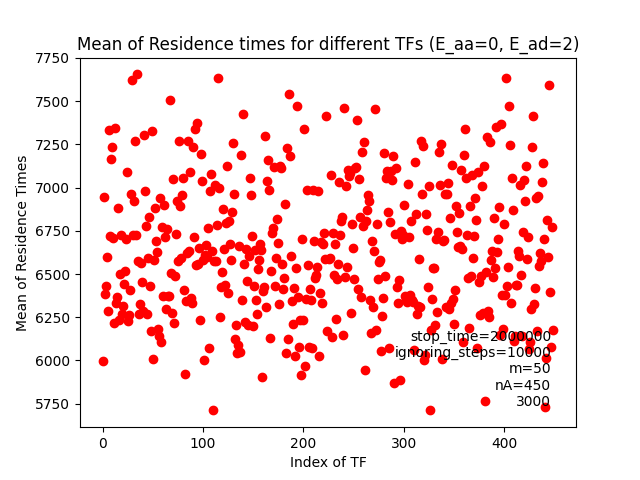 Mean of Residence times for different TFs (E_aa=0, E_ad=2)
Mean of Residence Times
7750
7500
7250
7000
6750
6500
6250
6000
5750
stop_time=2000000
ignoring_steps=10000
m=50
nA=450
3000
0 100 200 300 400
Index of TF